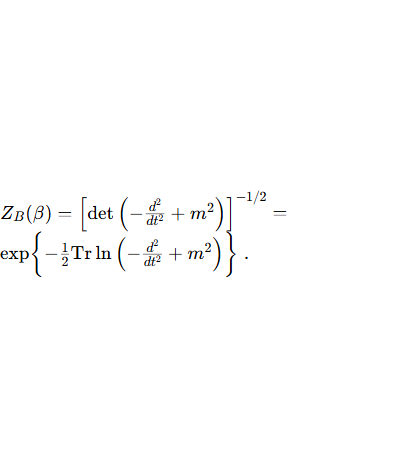 $Z_B(\beta) = \left[\det\left(-\frac{d^2}{dt^2} + m^2\right)\right]^{-1/2} =$
$\exp\left\{-\frac{1}{2}\mathrm{Tr}\ln\left(-\frac{d^2}{dt^2} + m^2\right)\right\}\,.$